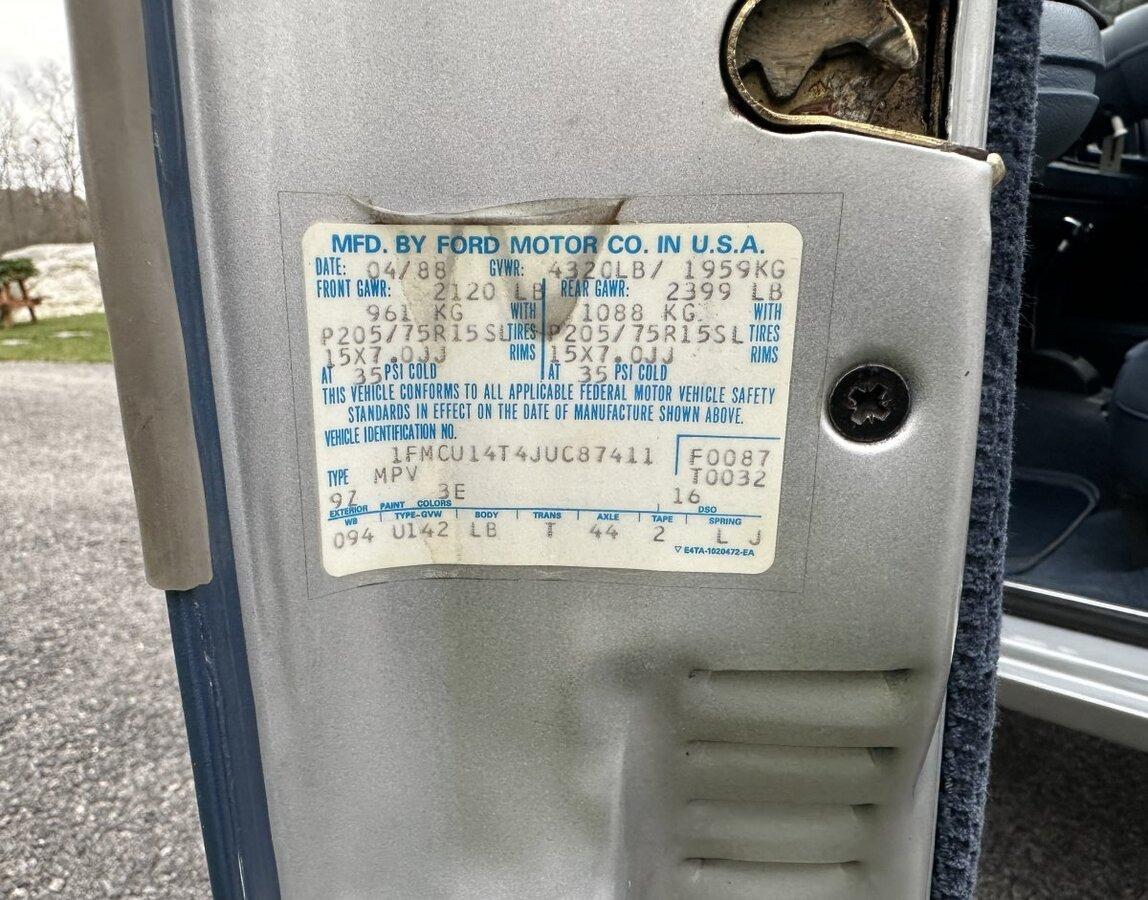 MFD. BY FORD MOTOR CO. IN U.S.A.
DATE: 04/88 GVWR: 4320LB/ 1959KG
FRONT GAWR: 2120 LB REAR GAWR: 2399 LB
961 KG WITH 1088 KG WITH
P205/75R15SL TIRES P205/75R15SL TIRES
15X7.0JJ RIMS 15X7.0JJ RIMS
AT 35 PSI COLD AT 35 PSI COLD
THIS VEHICLE CONFORMS TO ALL APPLICABLE FEDERAL MOTOR VEHICLE SAFETY
STANDARDS IN EFFECT ON THE DATE OF MANUFACTURE SHOWN ABOVE.
VEHICLE IDENTIFICATION NO.
1FMCU14T4JUC87411 F0087
TYPE MPV T0032
9Z 3E 16
EXTERIOR PAINT COLORS DSO
WB TYPE-GVW BODY TRANS AXLE TAPE SPRING
094 U142 LB T 44 2 L J
▽ E4TA-1020472-EA